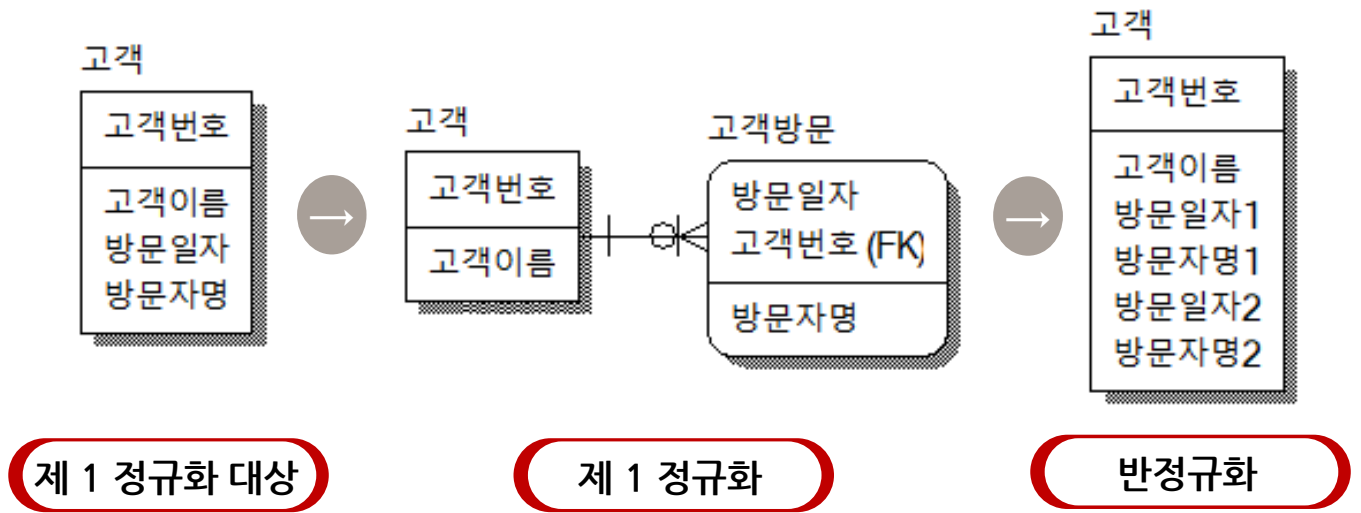 고객
고객번호
고객이름
방문일자
방문자명
→
고객
고객번호
고객이름
고객방문
방문일자
고객번호 (FK)
방문자명
→
고객
고객번호
고객이름
방문일자1
방문자명1
방문일자2
방문자명2
제 1 정규화 대상
제 1 정규화
반정규화